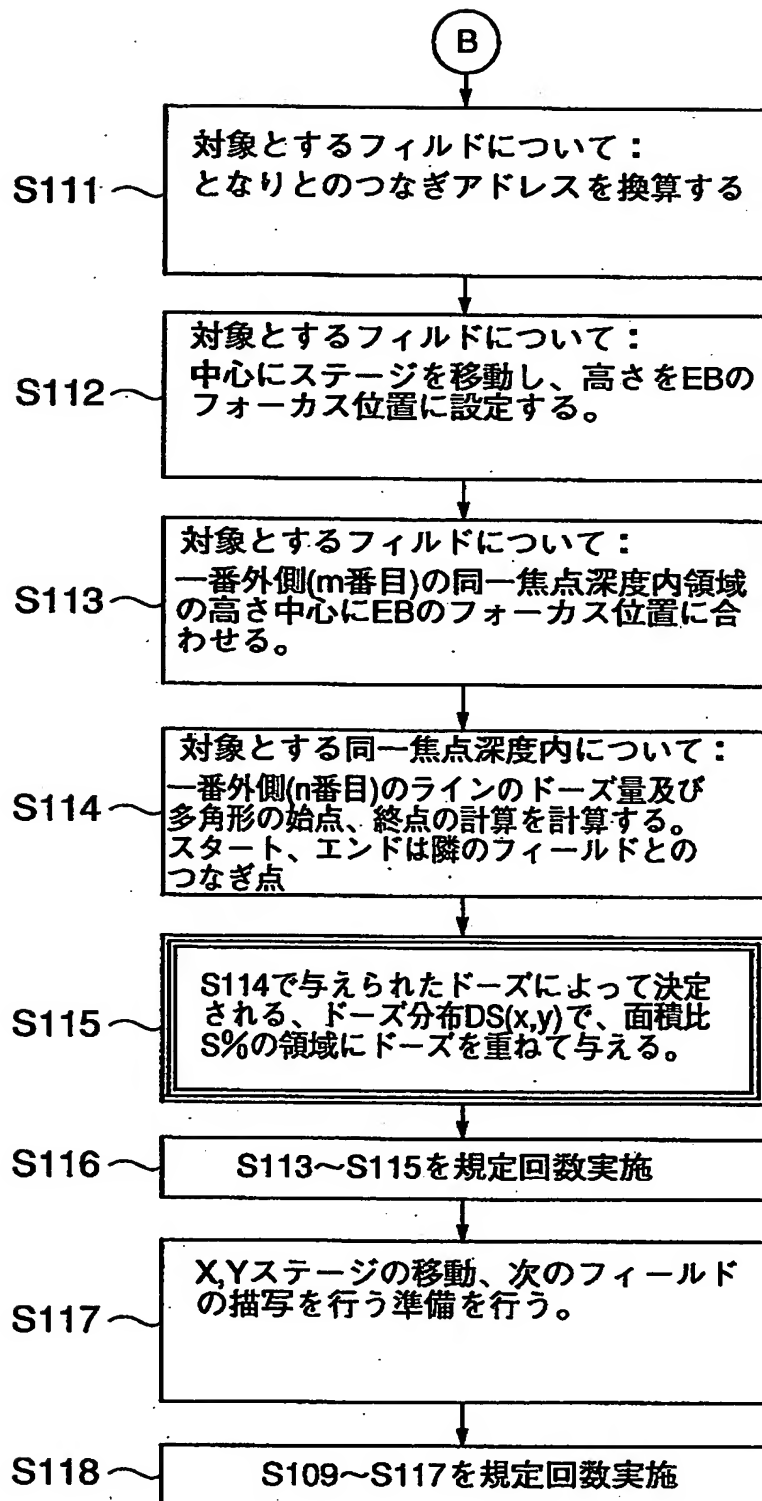 B
対象とするフィルドについて：
となりとのつなぎアドレスを換算する
S111
対象とするフィルドについて：
中心にステージを移動し、高さをEBの
フォーカス位置に設定する。
S112
対象とするフィルドについて：
一番外側(m番目)の同一焦点深度内領域
の高さ中心にEBのフォーカス位置に合
わせる。
S113
対象とする同一焦点深度内について：
一番外側(n番目)のラインのドーズ量及び
多角形の始点、終点の計算を計算する。
スタート、エンドは隣のフィールドとの
つなぎ点
S114
S114で与えられたドーズによって決定
される、ドーズ分布DS(x,y)で、面積比
S%の領域にドーズを重ねて与える。
S115
S113～S115を規定回数実施
S116
X,Yステージの移動、次のフィールド
の描写を行う準備を行う。
S117
S109～S117を規定回数実施
S118